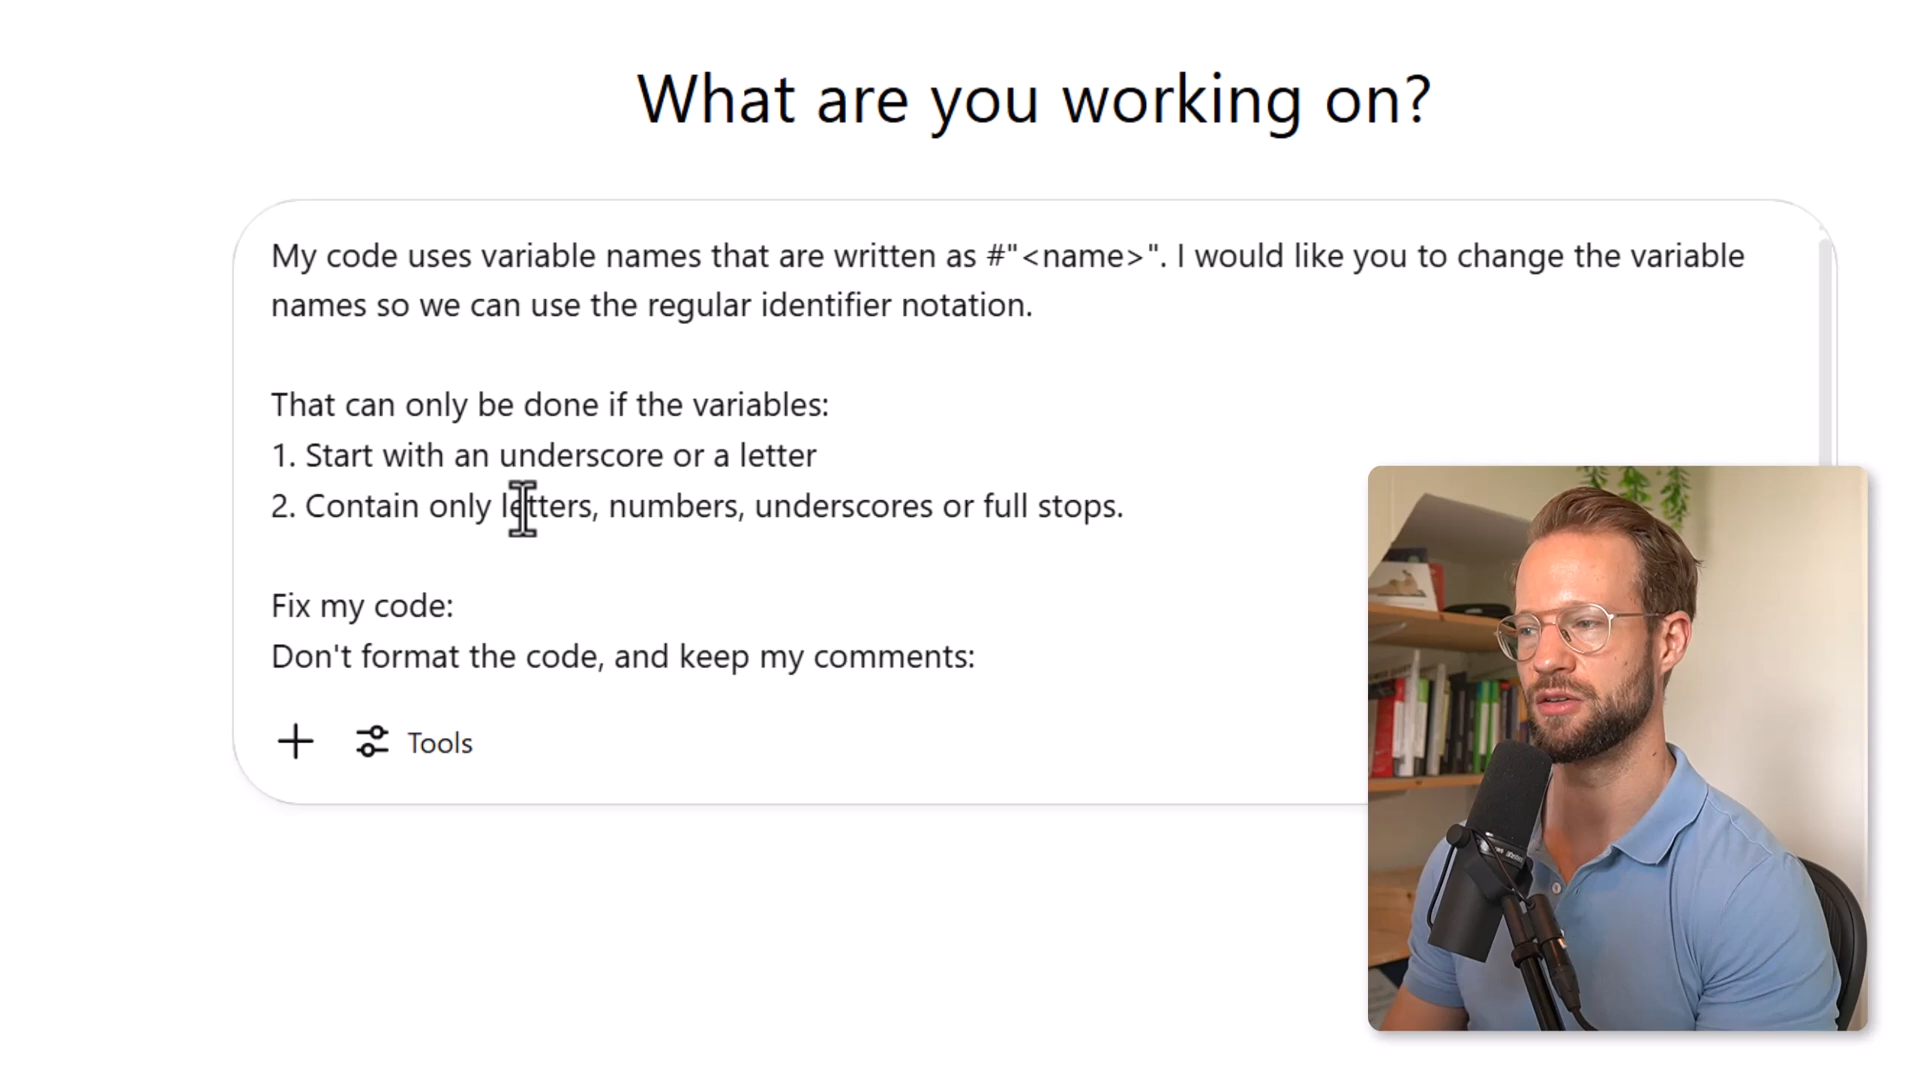 What are you working on?
My code uses variable names that are written as #"<name>". I would like you to change the variable
names so we can use the regular identifier notation.
That can only be done if the variables:
1. Start with an underscore or a letter
2. Contain only letters, numbers, underscores or full stops.
Fix my code:
Don't format the code, and keep my comments:
Tools